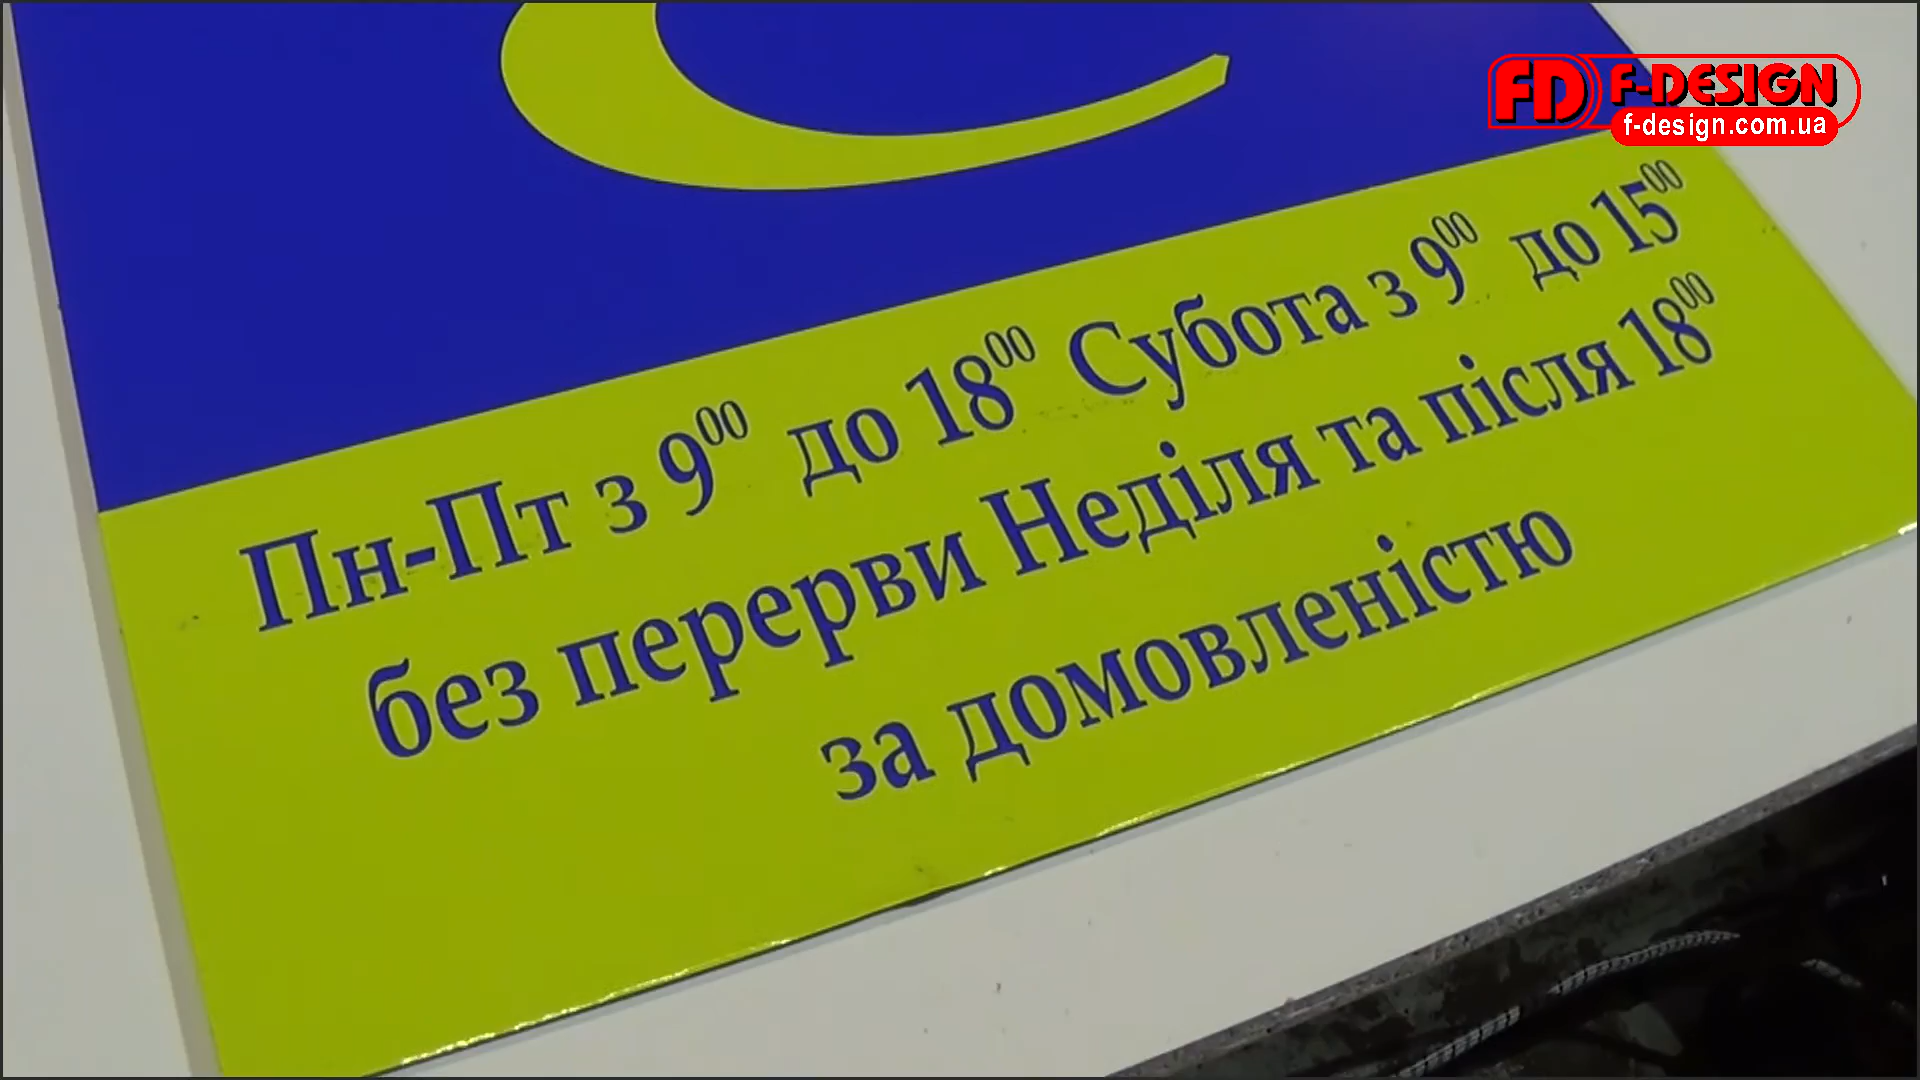 FD F-DESIGN
f-design.com.ua
Пн-Пт з 9⁰⁰ до 18⁰⁰ Субота з 9⁰⁰ до 15⁰⁰
без перерви Неділя та після 18⁰⁰
за домовленістю